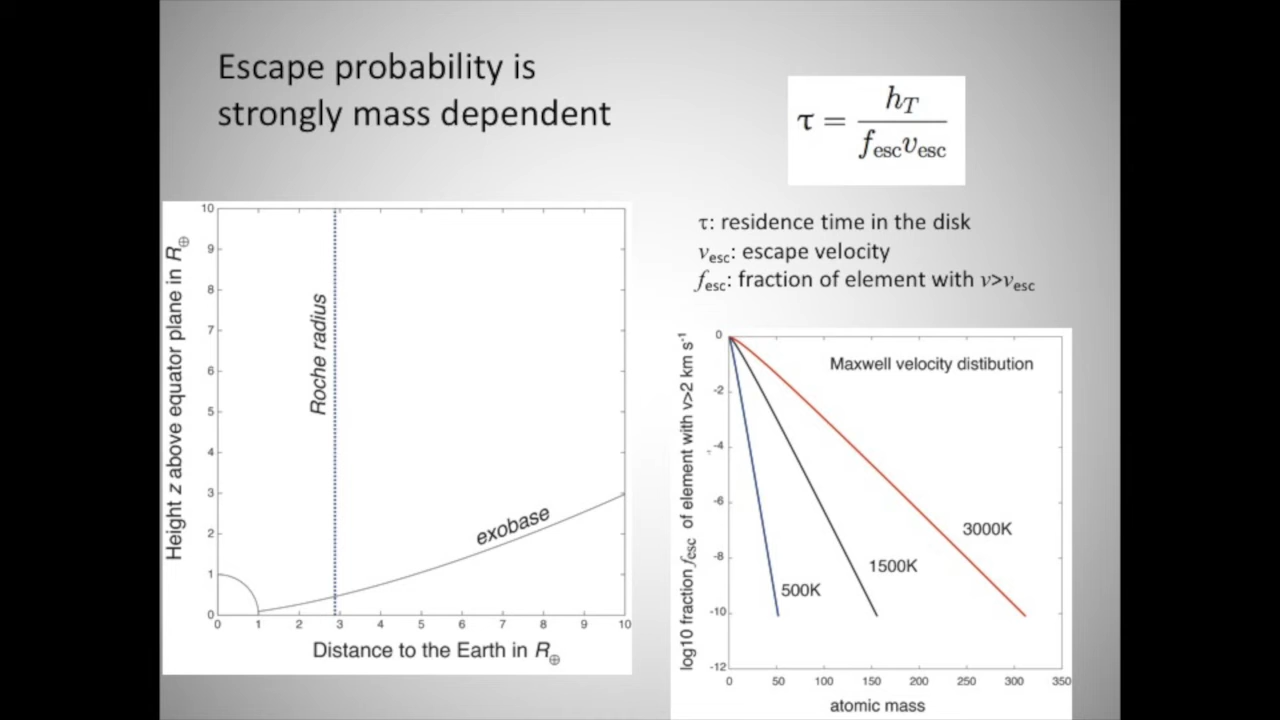 Escape probability is
strongly mass dependent
τ = h_T / f_esc v_esc
τ: residence time in the disk
v_esc: escape velocity
f_esc: fraction of element with v>v_esc
Height z above equator plane in R⊕
10
9
8
7
6
5
4
3
2
1
0
Roche radius
exobase
0 1 2 3 4 5 6 7 8 9 10
Distance to the Earth in R⊕
log10 fraction f_esc of element with v>2 km s⁻¹
0
-2
-4
-6
-8
-10
-12
Maxwell velocity distibution
3000K
1500K
500K
0 50 100 150 200 250 300 350
atomic mass